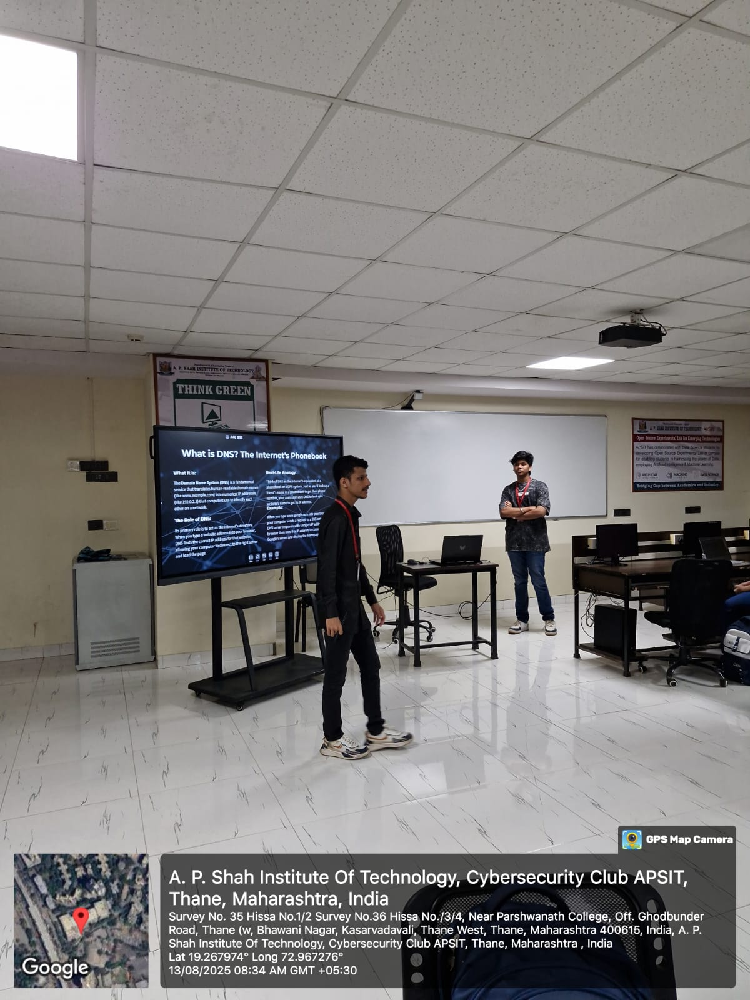 A. P. SHAH INSTITUTE OF TECHNOLOGY
THINK GREEN
What is DNS? The Internet's Phonebook
What it is:
The Domain Name System (DNS) is a fundamental
service that translates human-readable domain names
(like www.example.com) into numerical IP addresses
(like 192.0.2.1) that computers use to identify each
other on a network.
The Role of DNS:
Its primary role is to act as the internet's directory.
When you type a website address into your browser,
DNS finds the correct IP address for that website,
allowing your computer to connect to the right server
and load the page.
Real-Life Analogy:
Think of DNS as the internet's equivalent of a
phonebook or a GPS system. Just as you'd look up a
friend's name in a phonebook to get their phone
number, your computer uses DNS to look up a
website's name to get its IP address.
Example:
When you type www.google.com into your
your computer sends a request to a DNS
DNS server responds with Google's IP
browser then uses this IP address to
Google's server and display the homepage
A. P. SHAH INSTITUTE OF TECHNOLOGY DSW
Open Source Experimental Lab for Emerging Technologies
APSIT has collaborated with Data Science Wizards for
developing Open Source Experimental Lab in campus
for enabling students in harnessing the power of Data
employing Artificial Intelligence & Machine Learning.
ARTIFICIAL MACHINE DATA SCIENCE
Bridging Gap between Academics and Industry.
GPS Map Camera
A. P. Shah Institute Of Technology, Cybersecurity Club APSIT,
Thane, Maharashtra, India
Survey No. 35 Hissa No.1/2 Survey No.36 Hissa No./3/4, Near Parshwanath College, Off. Ghodbunder
Road, Thane (w, Bhawani Nagar, Kasarvadavali, Thane West, Thane, Maharashtra 400615, India, A. P.
Shah Institute Of Technology, Cybersecurity Club APSIT, Thane, Maharashtra , India
Lat 19.267974° Long 72.967276°
13/08/2025 08:34 AM GMT +05:30
Google